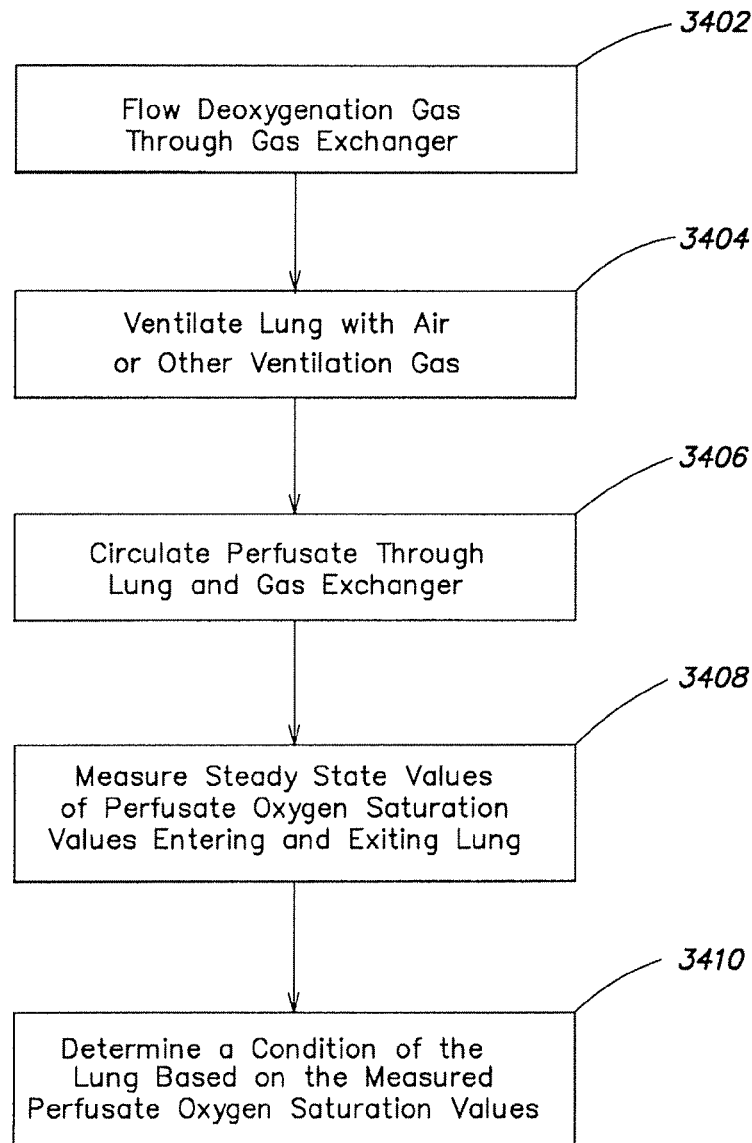 3402
Flow Deoxygenation Gas
Through Gas Exchanger
3404
Ventilate Lung with Air
or Other Ventilation Gas
3406
Circulate Perfusate Through
Lung and Gas Exchanger
3408
Measure Steady State Values
of Perfusate Oxygen Saturation
Values Entering and Exiting Lung
3410
Determine a Condition of the
Lung Based on the Measured
Perfusate Oxygen Saturation Values